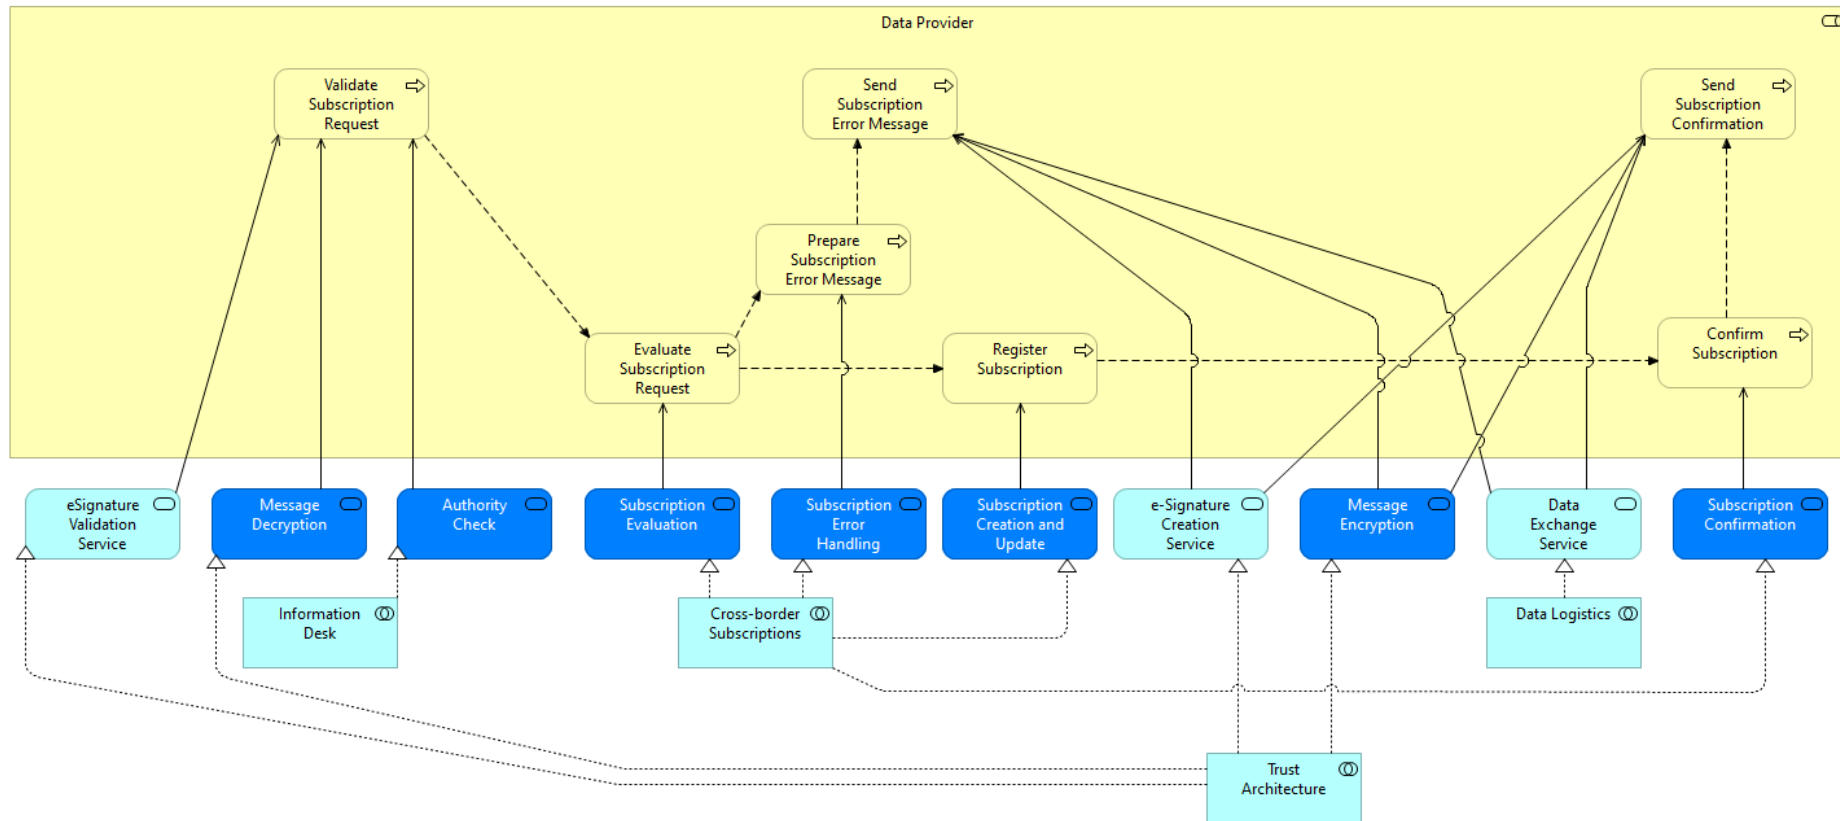 Data Provider
Validate
Subscription
Request
Send
Subscription
Error Message
Send
Subscription
Confirmation
Prepare
Subscription
Error Message
Evaluate
Subscription
Request
Register
Subscription
Confirm
Subscription
eSignature
Validation
Service
Message
Decryption
Authority
Check
Subscription
Evaluation
Subscription
Error
Handling
Subscription
Creation and
Update
e-Signature
Creation
Service
Message
Encryption
Data
Exchange
Service
Subscription
Confirmation
Information
Desk
Cross-border
Subscriptions
Data Logistics
Trust
Architecture